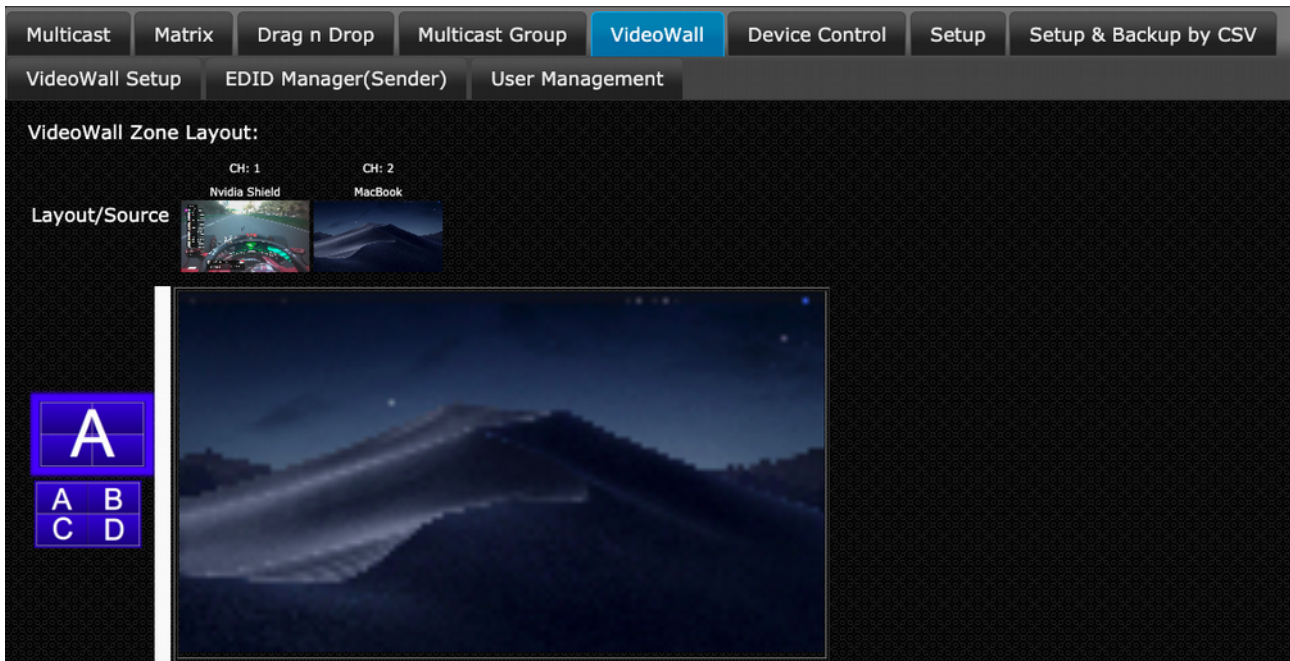 Multicast Matrix Drag n Drop Multicast Group VideoWall Device Control Setup Setup & Backup by CSV
VideoWall Setup EDID Manager(Sender) User Management
VideoWall Zone Layout:
CH: 1 CH: 2
Nvidia Shield MacBook
Layout/Source
A
A B
C D